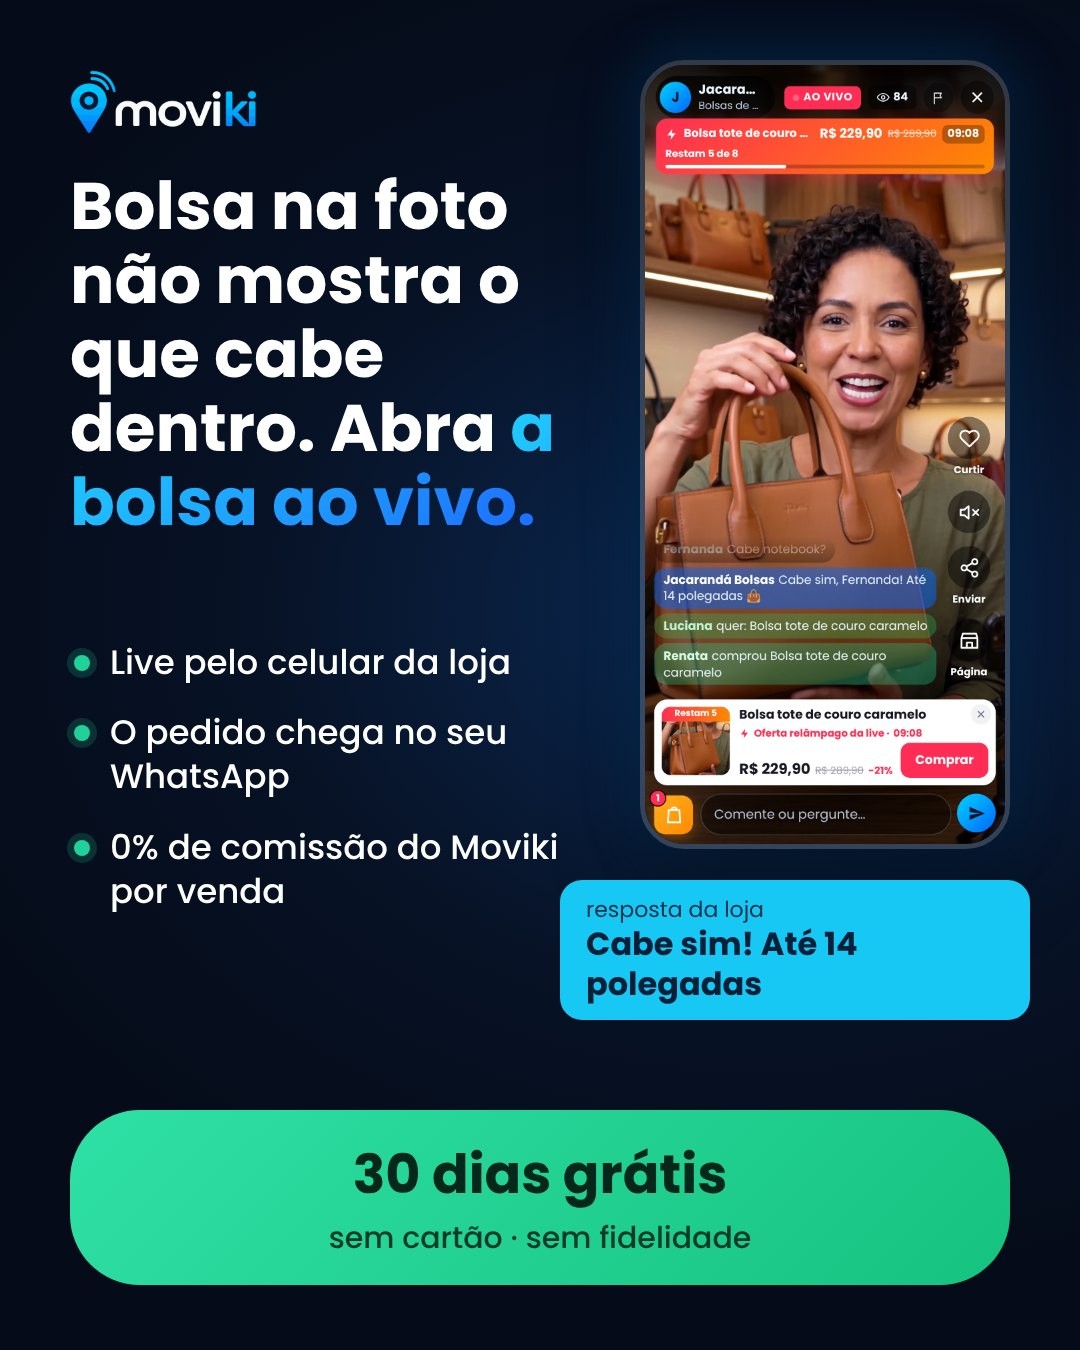 moviki
Bolsa na foto
não mostra o
que cabe
dentro. Abra a
bolsa ao vivo.
Live pelo celular da loja
O pedido chega no seu
WhatsApp
0% de comissão do Moviki
por venda
J
Jacara...
Bolsas de ...
AO VIVO
84
Bolsa tote de couro ... R$ 229,90 R$ 289,90 09:08
Restam 5 de 8
Curtir
Fernanda Cabe notebook?
Jacarandá Bolsas Cabe sim, Fernanda! Até
14 polegadas 👜
Enviar
Luciana quer: Bolsa tote de couro caramelo
Renata comprou Bolsa tote de couro
caramelo
Página
Restam 5
Bolsa tote de couro caramelo
Oferta relâmpago da live · 09:08
R$ 229,90 R$ 289,90 -21%
Comprar
1
Comente ou pergunte...
resposta da loja
Cabe sim! Até 14
polegadas
30 dias grátis
sem cartão · sem fidelidade